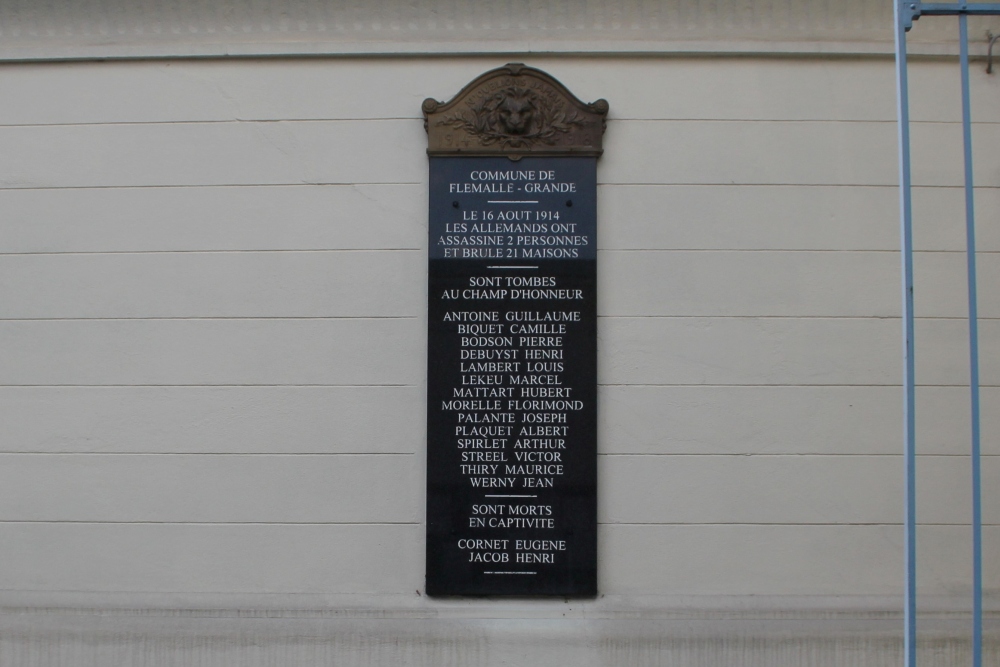 COMMUNE DE
FLEMALLE - GRANDE
LE 16 AOUT 1914
LES ALLEMANDS ONT
ASSASSINE 2 PERSONNES
ET BRULE 21 MAISONS
SONT TOMBES
AU CHAMP D'HONNEUR
ANTOINE GUILLAUME
BIQUET CAMILLE
BODSON PIERRE
DEBUYST HENRI
LAMBERT LOUIS
LEKEU MARCEL
MATTART HUBERT
MORELLE FLORIMOND
PALANTE JOSEPH
PLAQUET ALBERT
SPIRLET ARTHUR
STREEL VICTOR
THIRY MAURICE
WERNY JEAN
SONT MORTS
EN CAPTIVITE
CORNET EUGENE
JACOB HENRI